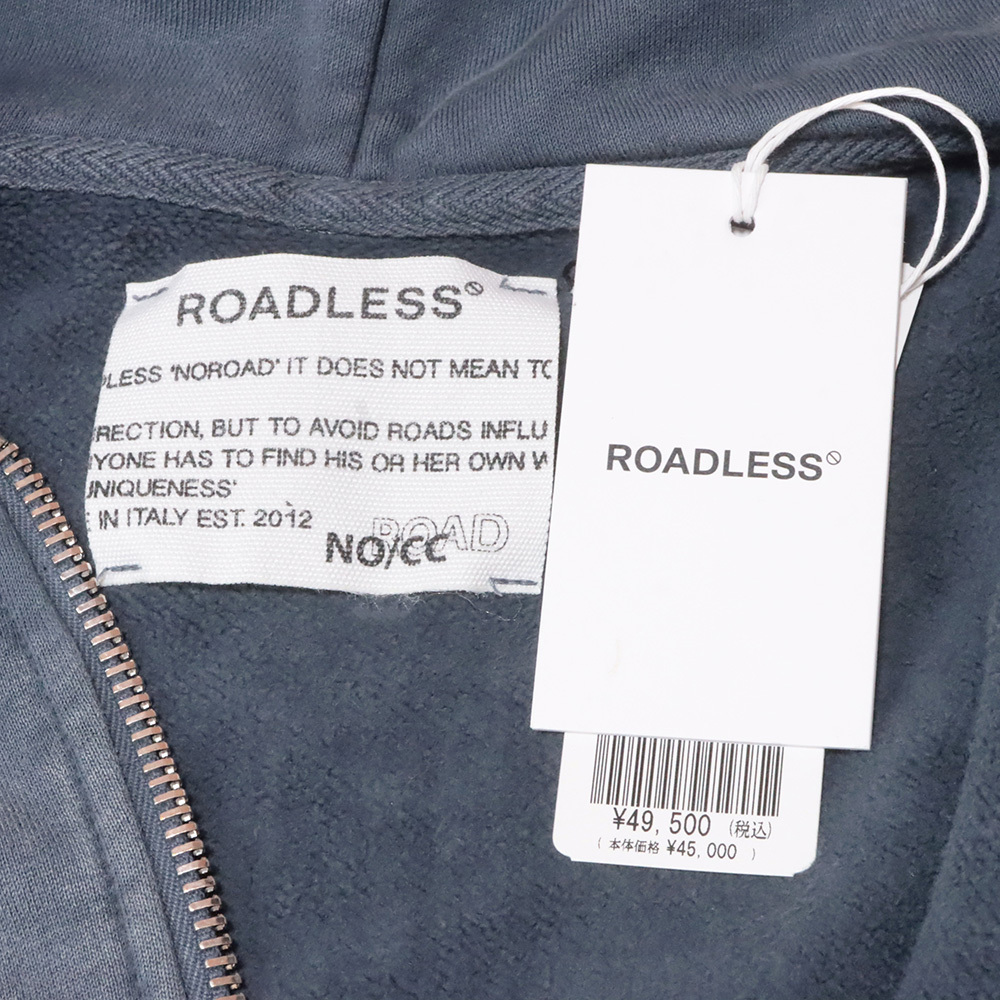 ROADLESS
LESS 'NOROAD' IT DOES NOT MEAN TO
RECTION, BUT TO AVOID ROADS INFLU
YONE HAS TO FIND HIS OR HER OWN W
UNIQUENESS'
IN ITALY EST. 2012
ROAD
NO/CC
ROADLESS
¥49,500 (税込)
(本体価格 ¥45,000 )